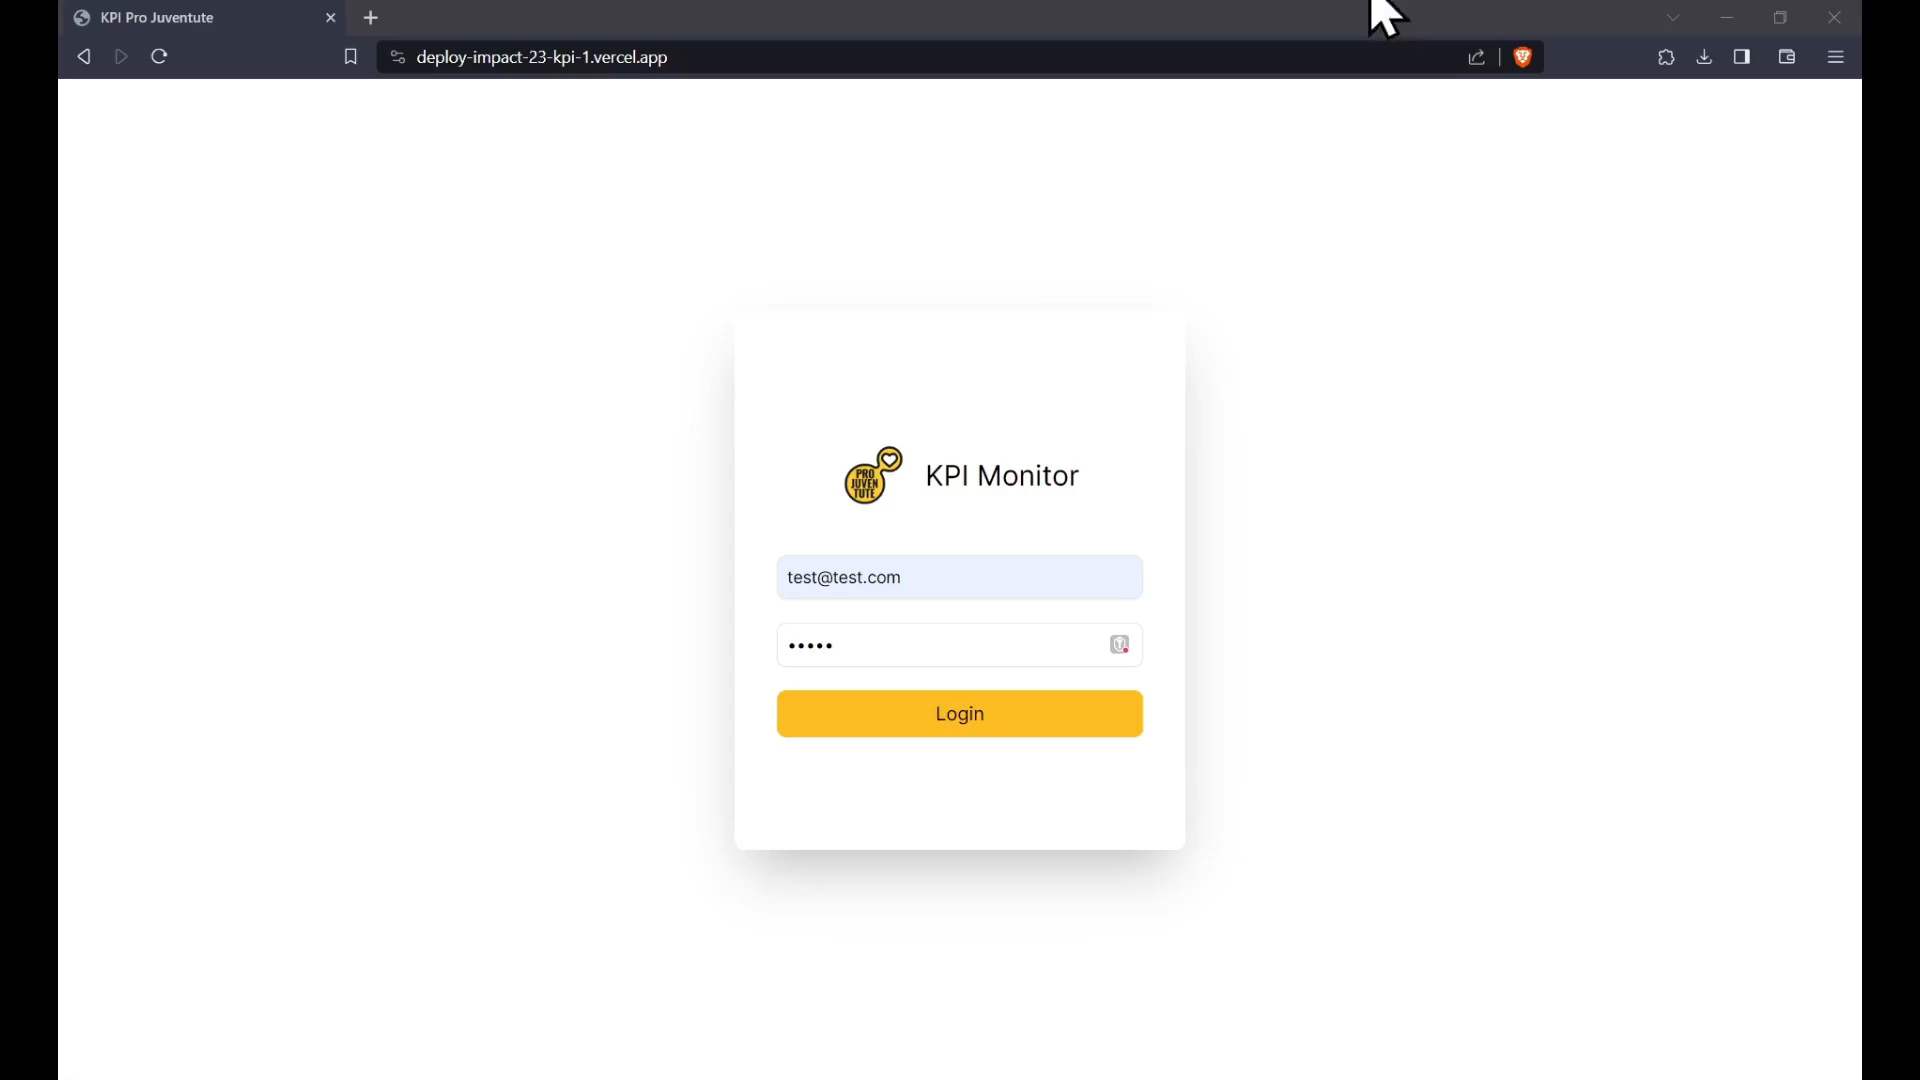 KPI Pro Juventute
deploy-impact-23-kpi-1.vercel.app
PRO
JUVEN
TUTE
KPI Monitor
test@test.com
•••••
Login